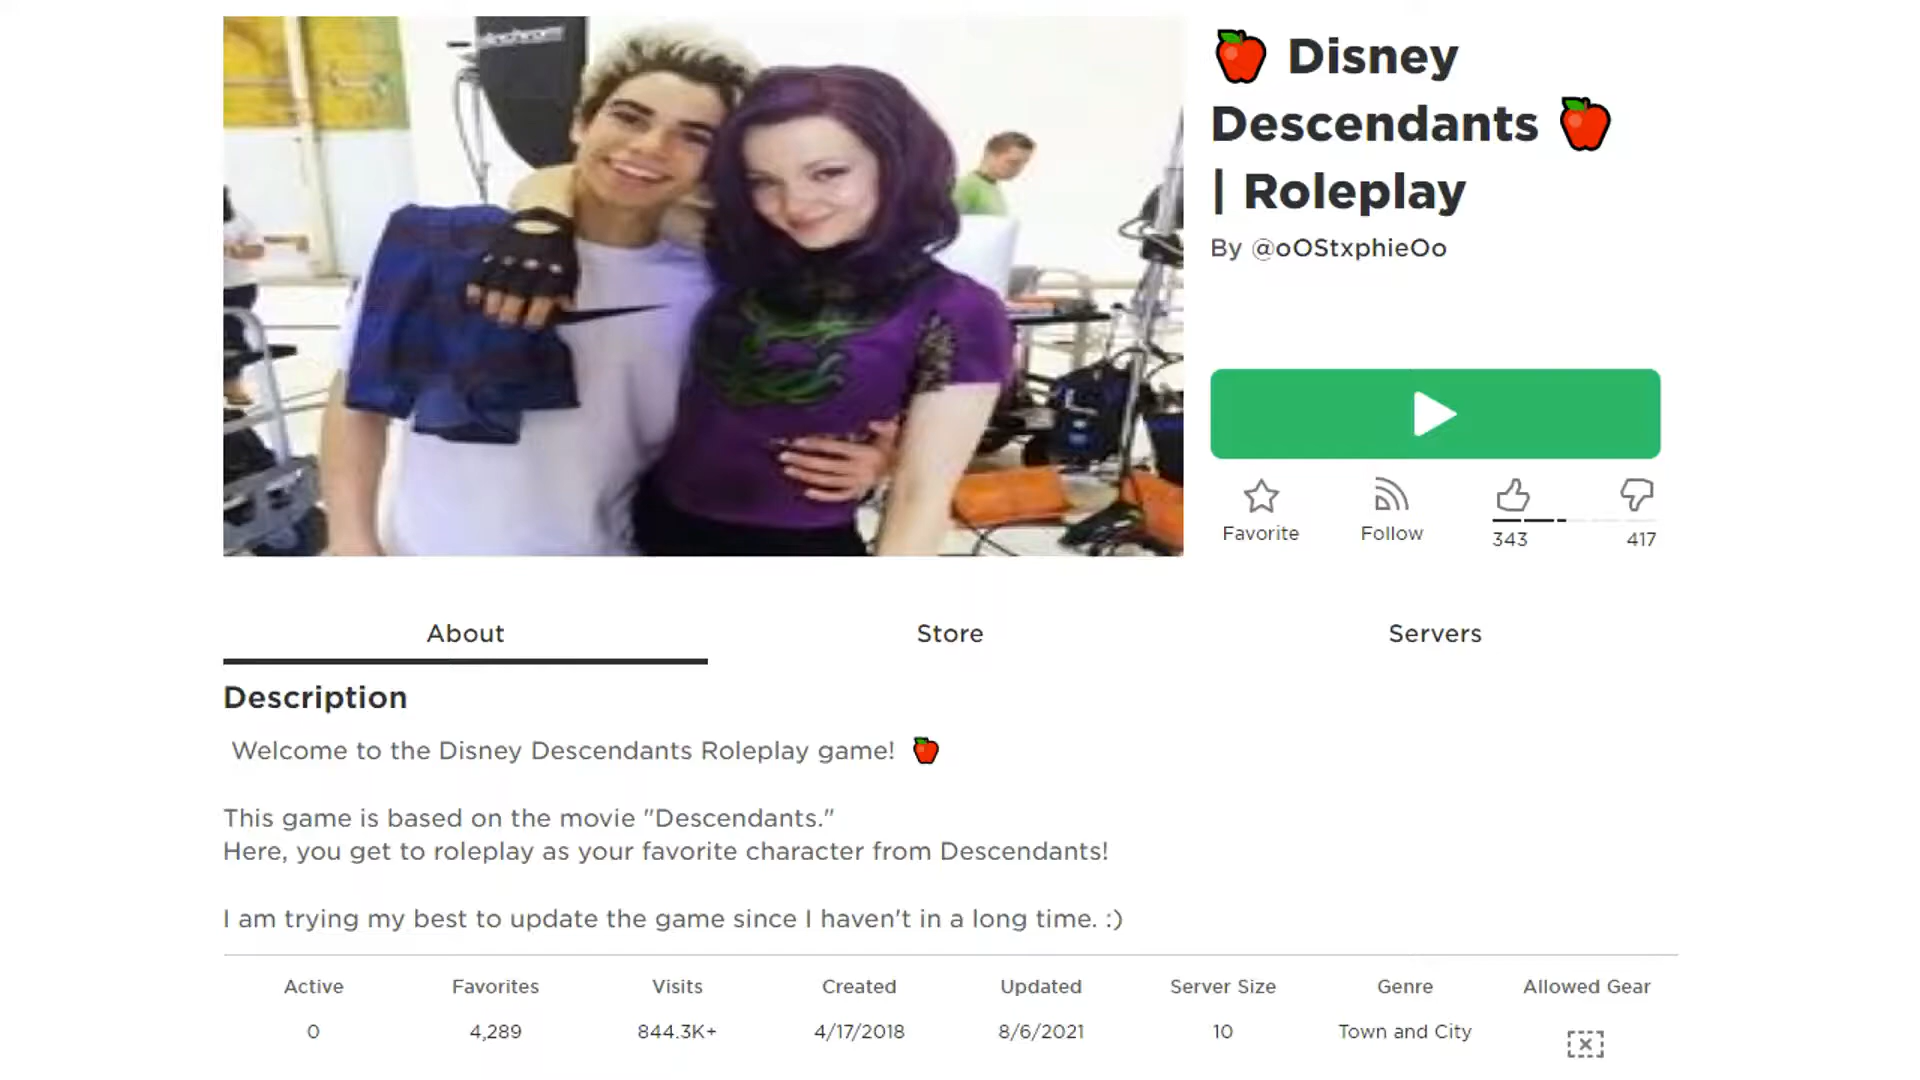 Disney
Descendants
| Roleplay
By @oOStxphieOo
Favorite
Follow
343
417
About
Store
Servers
Description
Welcome to the Disney Descendants Roleplay game!
This game is based on the movie "Descendants."
Here, you get to roleplay as your favorite character from Descendants!
I am trying my best to update the game since I haven't in a long time. :)
Active Favorites Visits Created Updated Server Size Genre Allowed Gear
0 4,289 844.3K+ 4/17/2018 8/6/2021 10 Town and City